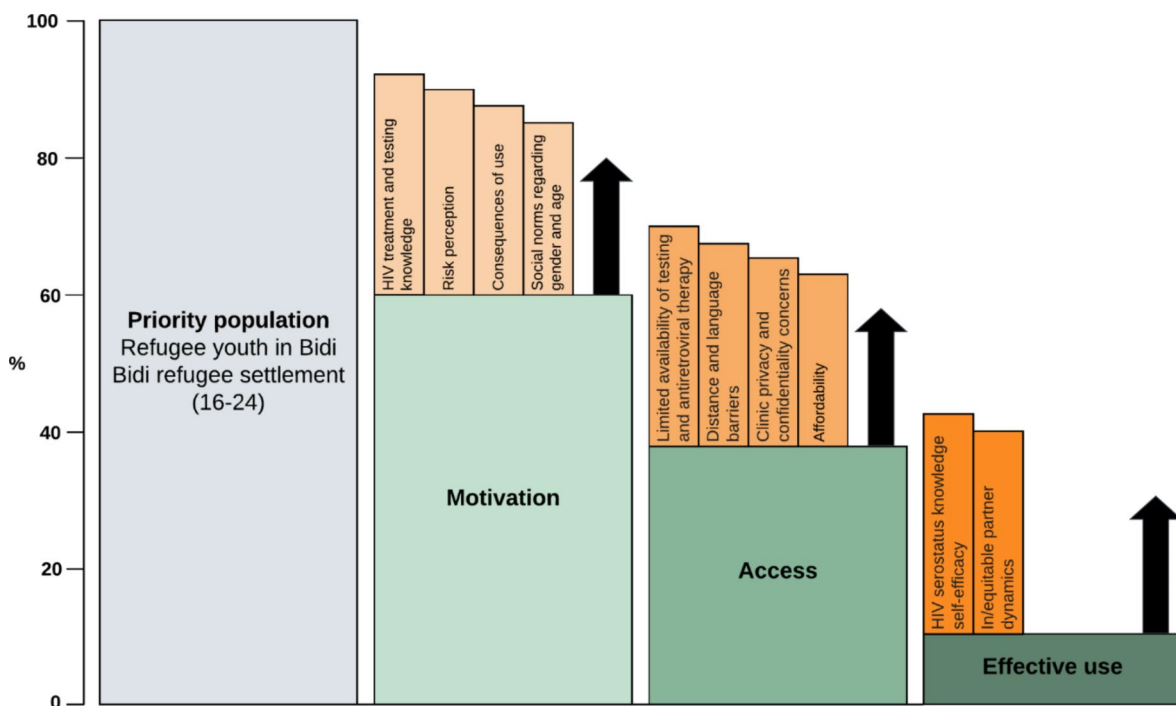 100
80
60
%
40
20
0
Priority population
Refugee youth in Bidi
Bidi refugee settlement
(16-24)
HIV treatment and testing
knowledge
Risk perception
Consequences of use
Social norms regarding
gender and age
Motivation
Limited availability of testing
and antiretroviral therapy
Distance and language
barriers
Clinic privacy and
confidentiality concerns
Affordability
Access
HIV serostatus knowledge
self-efficacy
In/equitable partner
dynamics
Effective use